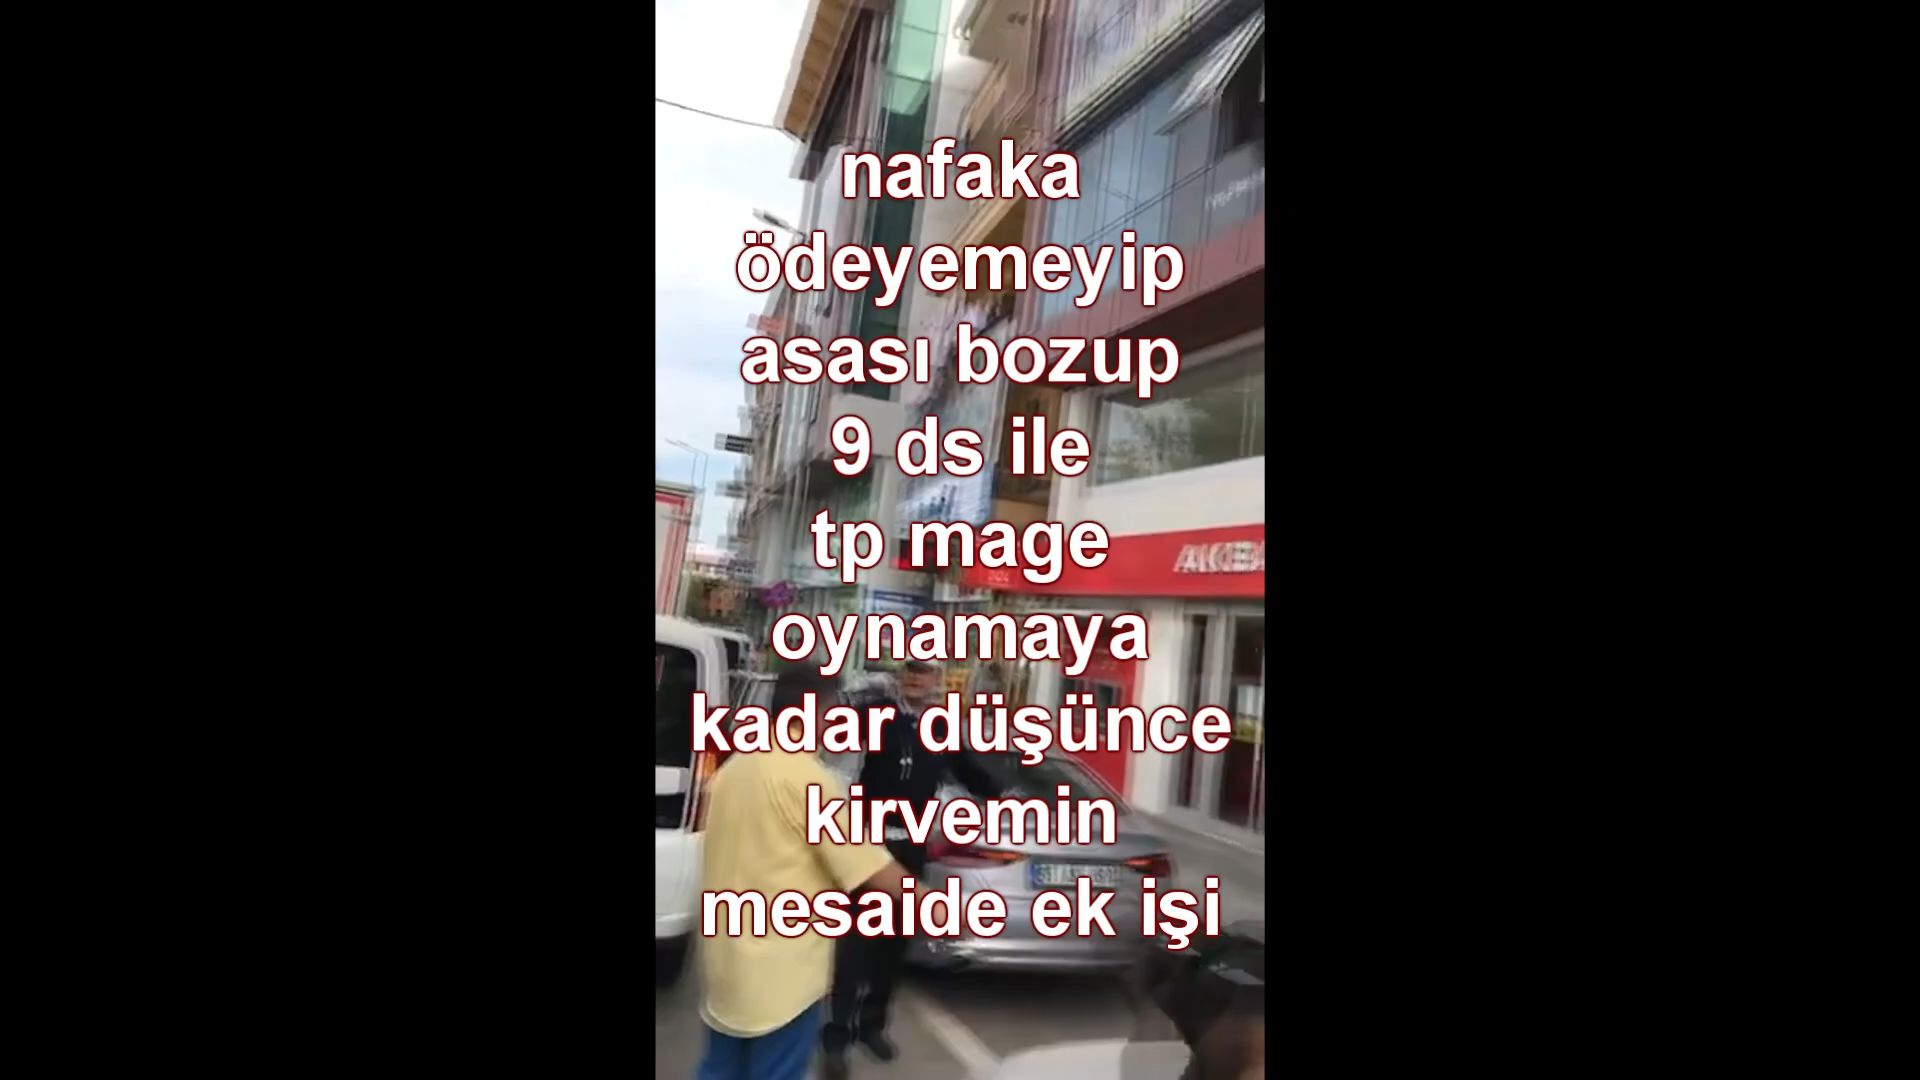 nafaka
ödeyemeyip
asası bozup
9 ds ile
tp mage
oynamaya
kadar düşünce
kirvemin
mesaide ek işi